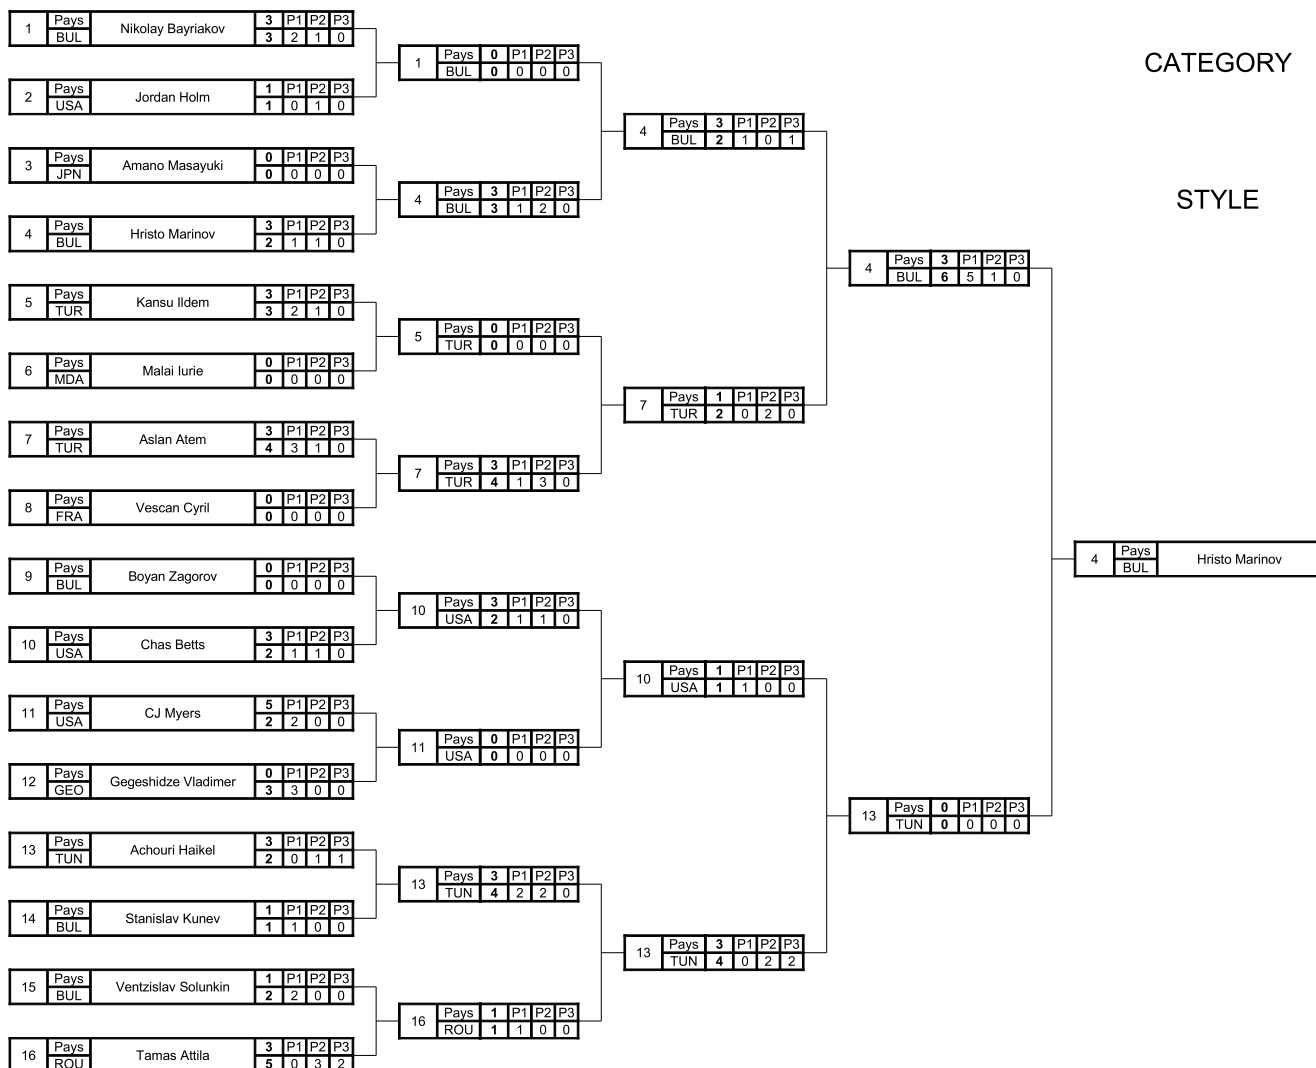 1 Pays BUL Nikolay Bayriakov 3 P1 P2 P3
3 2 1 0
2 Pays USA Jordan Holm 1 P1 P2 P3
1 0 1 0
3 Pays JPN Amano Masayuki 0 P1 P2 P3
0 0 0 0
4 Pays BUL Hristo Marinov 3 P1 P2 P3
2 1 1 0
5 Pays TUR Kansu Ildem 3 P1 P2 P3
3 2 1 0
6 Pays MDA Malai Iurie 0 P1 P2 P3
0 0 0 0
7 Pays TUR Aslan Atem 3 P1 P2 P3
4 3 1 0
8 Pays FRA Vescan Cyril 0 P1 P2 P3
0 0 0 0
9 Pays BUL Boyan Zagorov 0 P1 P2 P3
0 0 0 0
10 Pays USA Chas Betts 3 P1 P2 P3
2 1 1 0
11 Pays USA CJ Myers 5 P1 P2 P3
2 2 0 0
12 Pays GEO Gegeshidze Vladimer 0 P1 P2 P3
3 3 0 0
13 Pays TUN Achouri Haikel 3 P1 P2 P3
2 0 1 1
14 Pays BUL Stanislav Kunev 1 P1 P2 P3
1 1 0 0
15 Pays BUL Ventzislav Solunkin 1 P1 P2 P3
2 2 0 0
16 Pays ROU Tamas Attila 3 P1 P2 P3
5 0 3 2
1 Pays 0 P1 P2 P3
BUL 0 0 0 0
4 Pays 3 P1 P2 P3
BUL 3 1 2 0
5 Pays 0 P1 P2 P3
TUR 0 0 0 0
7 Pays 3 P1 P2 P3
TUR 4 1 3 0
10 Pays 3 P1 P2 P3
USA 2 1 1 0
11 Pays 0 P1 P2 P3
USA 0 0 0 0
13 Pays 3 P1 P2 P3
TUN 4 2 2 0
16 Pays 1 P1 P2 P3
ROU 1 1 0 0
4 Pays 3 P1 P2 P3
BUL 2 1 0 1
7 Pays 1 P1 P2 P3
TUR 2 0 2 0
10 Pays 1 P1 P2 P3
USA 1 1 0 0
13 Pays 3 P1 P2 P3
TUN 4 0 2 2
4 Pays 3 P1 P2 P3
BUL 6 5 1 0
13 Pays 0 P1 P2 P3
TUN 0 0 0 0
CATEGORY
STYLE
4 Pays BUL Hristo Marinov